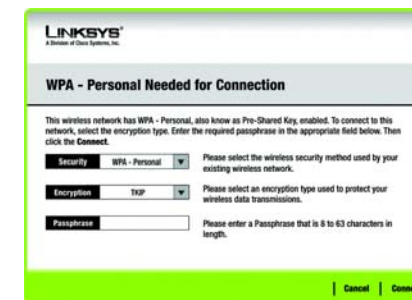 LINKSYS®
A Division of Cisco Systems, Inc.
WPA - Personal Needed for Connection
This wireless network has WPA - Personal, also know as Pre-Shared Key, enabled. To connect to this
network, select the encryption type. Enter the required passphrase in the appropriate field below. Then
click the Connect.
Security WPA - Personal Please select the wireless security method used by your
existing wireless network.
Encryption TKIP Please select an encryption type used to protect your
wireless data transmissions.
Passphrase Please enter a Passphrase that is 8 to 63 characters in
length.
Cancel Conne